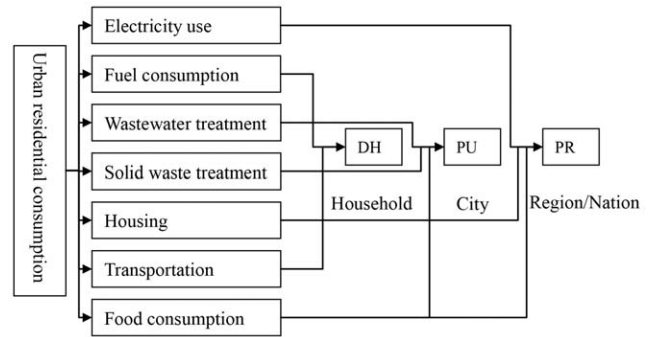 Urban residential consumption
Electricity use
Fuel consumption
Wastewater treatment
Solid waste treatment
Housing
Transportation
Food consumption
DH
PU
PR
Household
City
Region/Nation